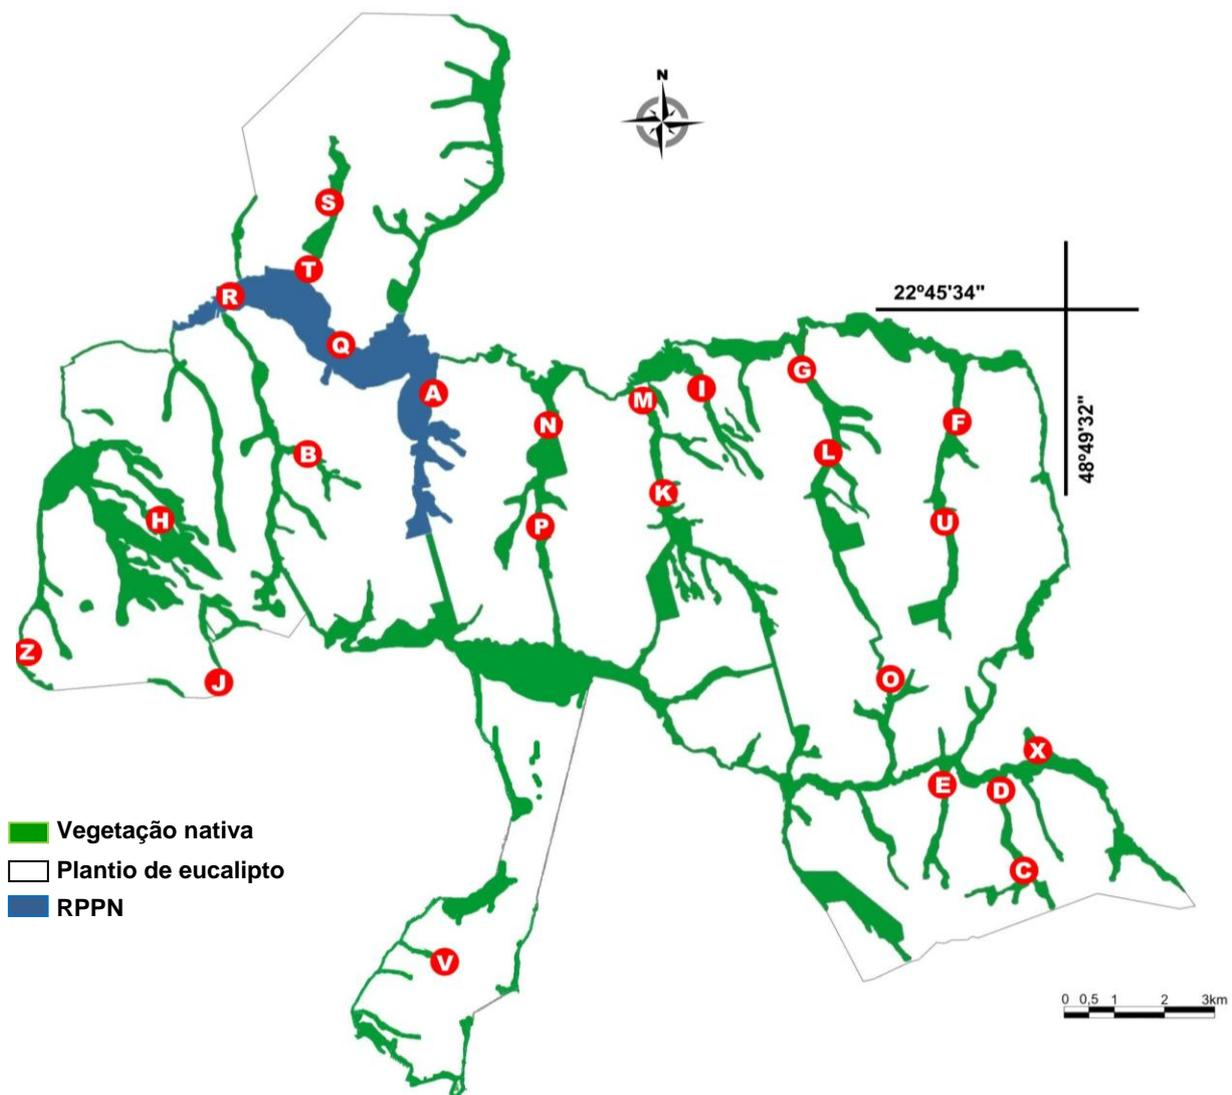 N
S
T
R
22º45'34"
Q
G
A
I
M
N
F
48º49'32"
B
L
K
H
U
P
Z
O
J
X
E
D
Vegetação nativa
Plantio de eucalipto
C
RPPN
V
0 0,5 1 2 3km